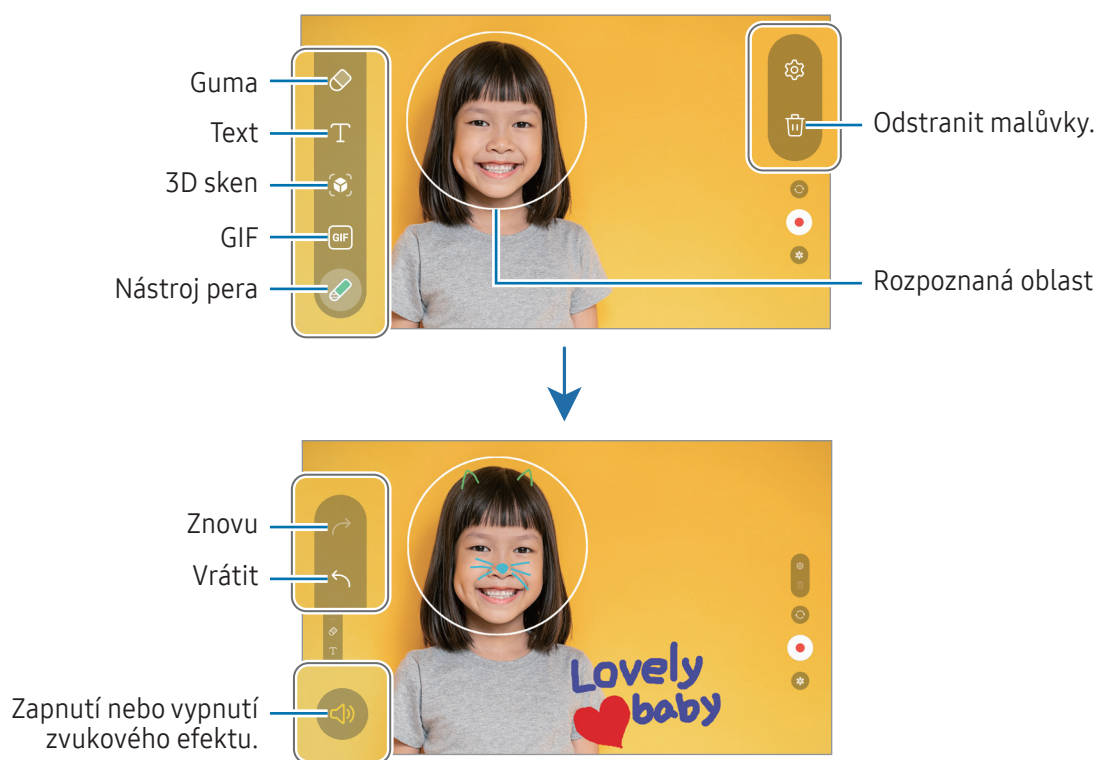 Guma
Text
3D sken
GIF
Nástroj pera
GIF
Odstranit malůvky.
Rozpoznaná oblast
Znovu
Vrátit
Zapnutí nebo vypnutí
zvukového efektu.
T
T
Lovely
baby